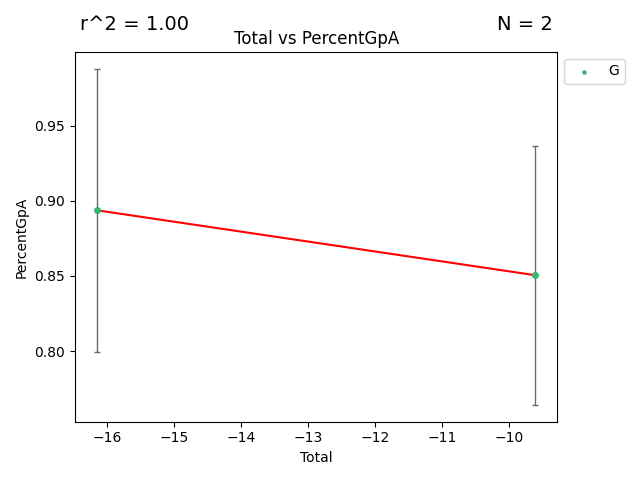 r^2 = 1.00
N = 2
Total vs PercentGpA
G
0.95
0.90
0.85
0.80
PercentGpA
−16
−15
−14
−13
−12
−11
−10
Total